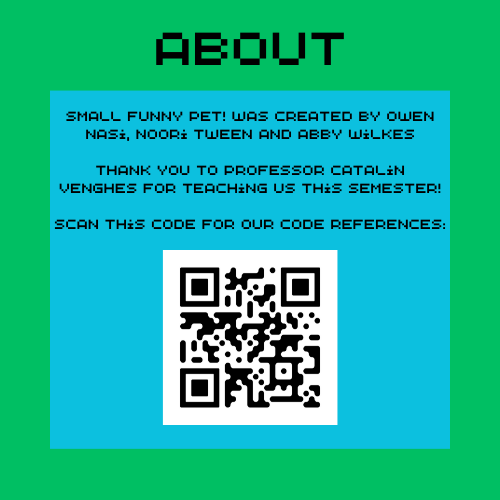 ABOUT
SMALL FUNNY PET! WAS CREATED BY OWEN
NASi, NOORi TWEEN AND ABBY WiLKES
THANK YOU TO PROFESSOR CATALiN
VENGHES FOR TEACHiNG US THiS SEMESTER!
SCAN THiS CODE FOR OUR CODE REFERENCES: